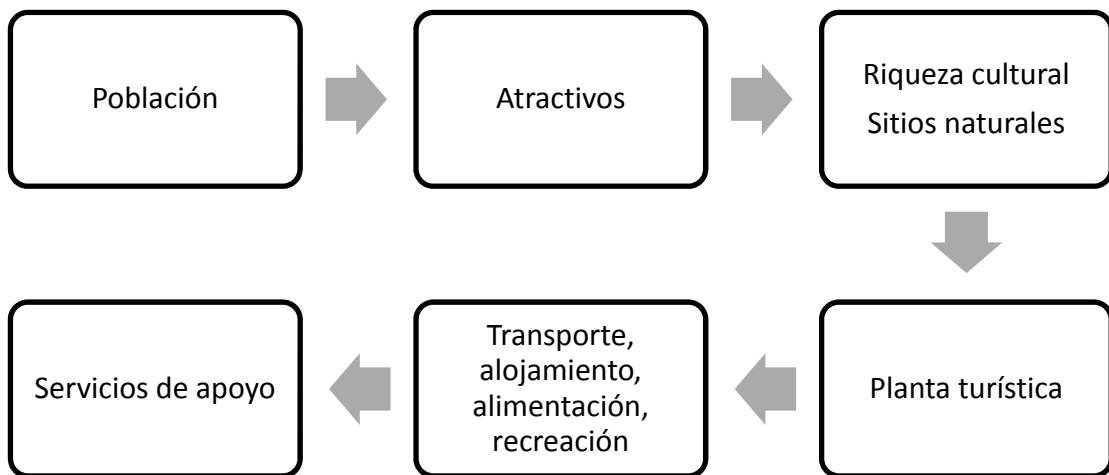 Población
Atractivos
Riqueza cultural
Sitios naturales
Planta turística
Transporte,
alojamiento,
alimentación,
recreación
Servicios de apoyo